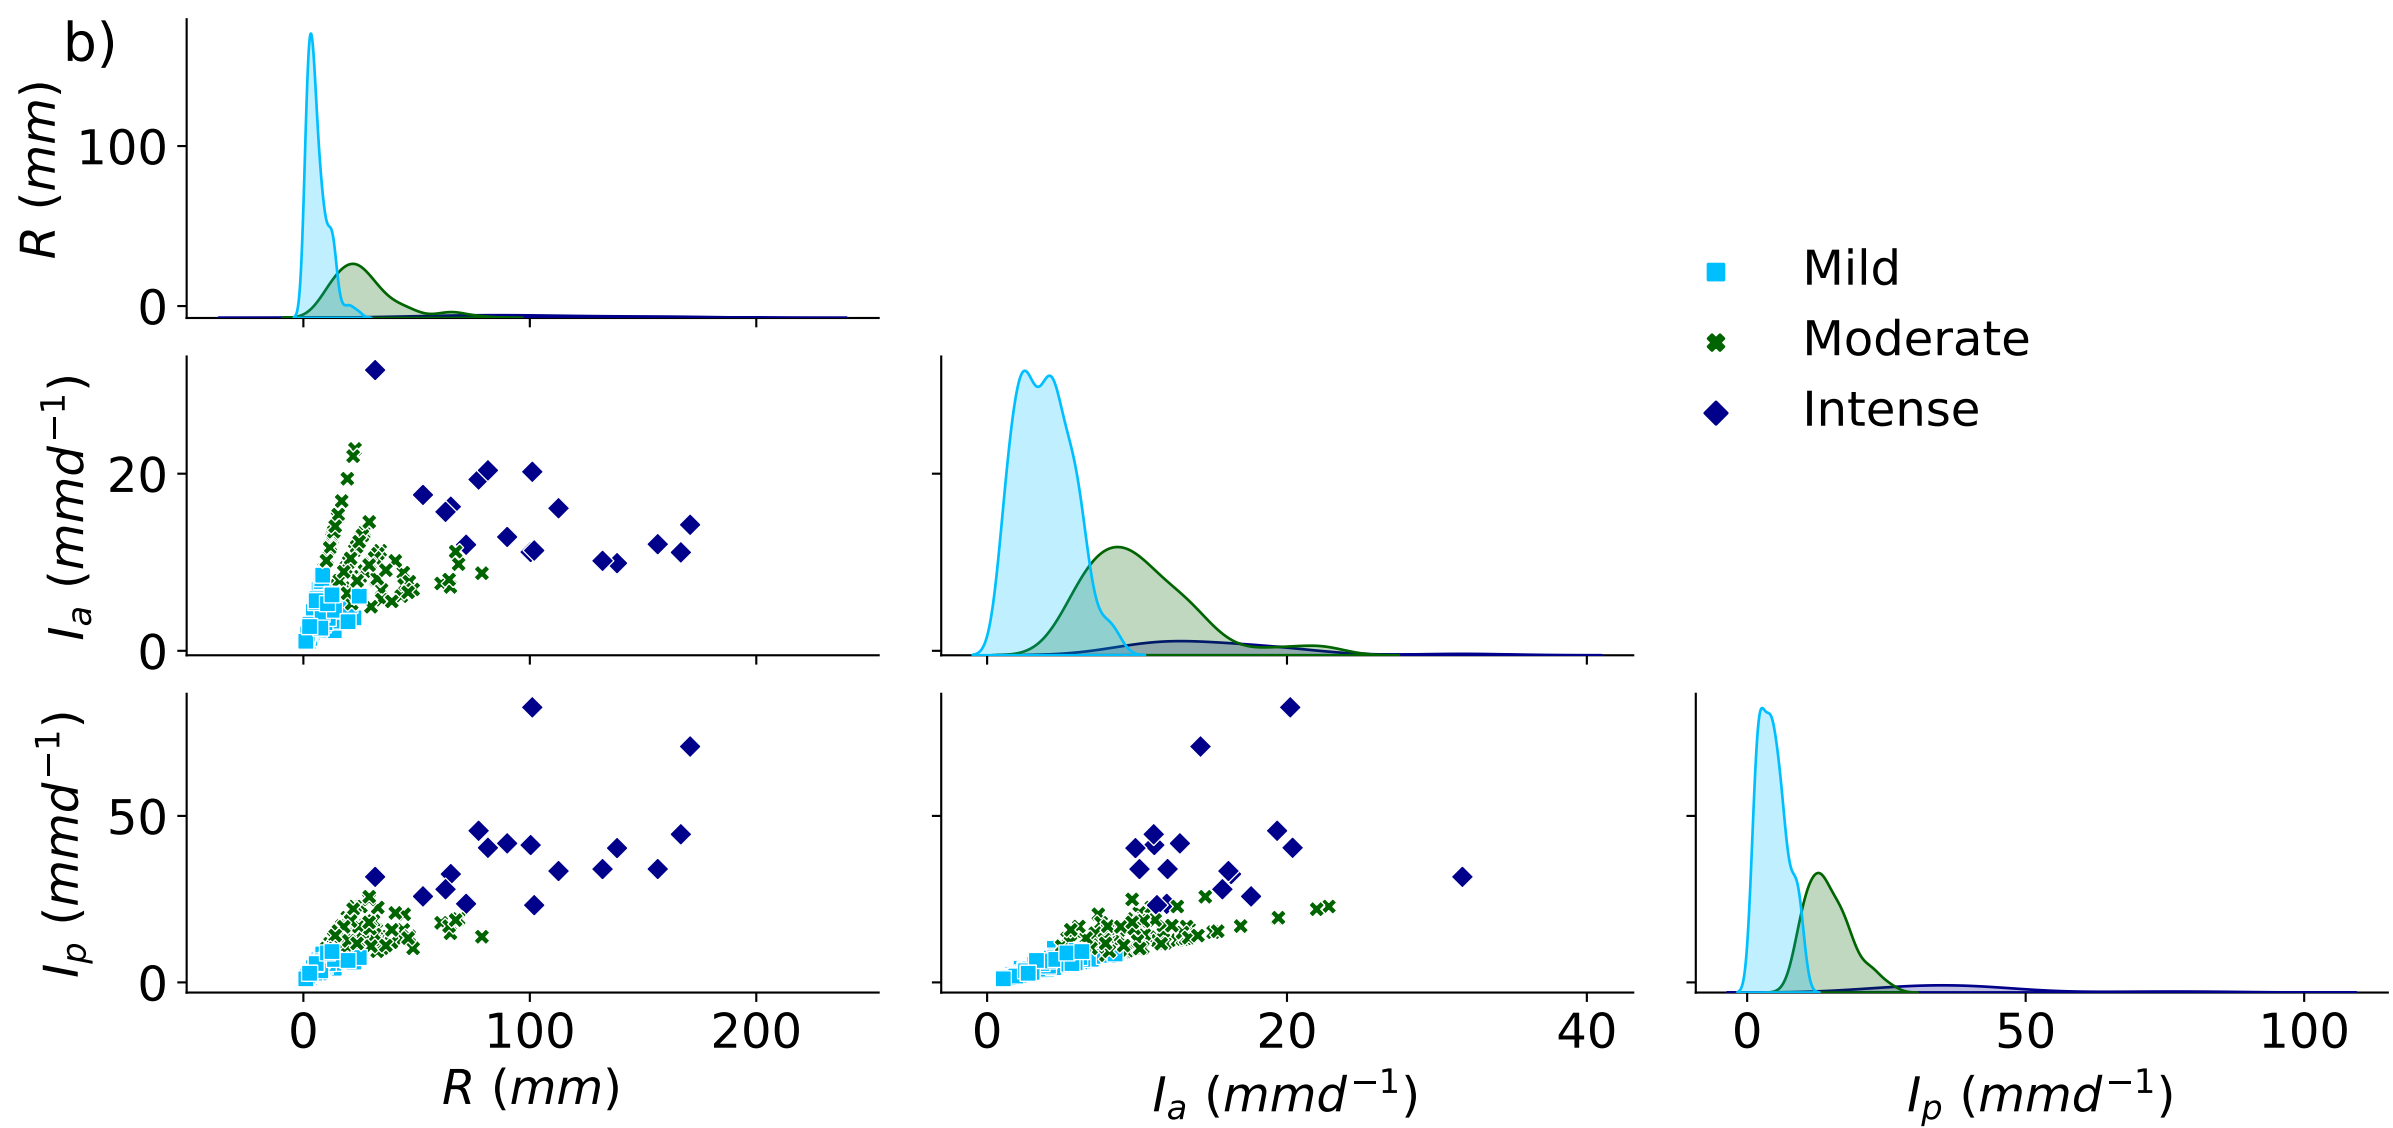 b)
R (mm)
100
0
Mild
Moderate
Intense
I_a (mmd^{−1})
20
0
I_p (mmd^{−1})
50
0
0 100 200 0 20 40 0 50 100
R (mm) I_a (mmd^{−1}) I_p (mmd^{−1})